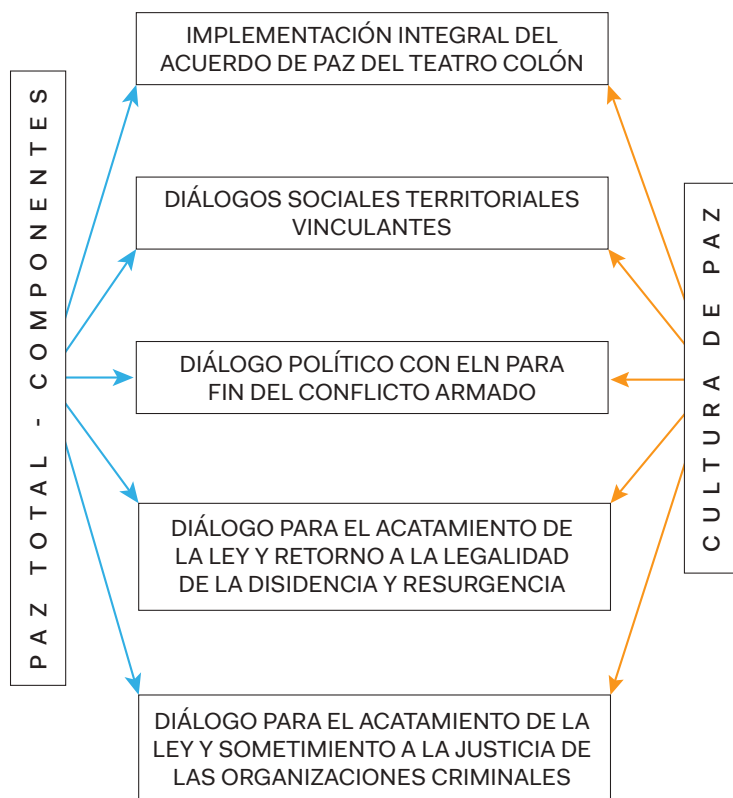 PAZ TOTAL - COMPONENTES
IMPLEMENTACIÓN INTEGRAL DEL
ACUERDO DE PAZ DEL TEATRO COLÓN
DIÁLOGOS SOCIALES TERRITORIALES
VINCULANTES
DIÁLOGO POLÍTICO CON ELN PARA
FIN DEL CONFLICTO ARMADO
DIÁLOGO PARA EL ACATAMIENTO DE
LA LEY Y RETORNO A LA LEGALIDAD
DE LA DISIDENCIA Y RESURGENCIA
DIÁLOGO PARA EL ACATAMIENTO DE LA
LEY Y SOMETIMIENTO A LA JUSTICIA DE
LAS ORGANIZACIONES CRIMINALES
CULTURA DE PAZ